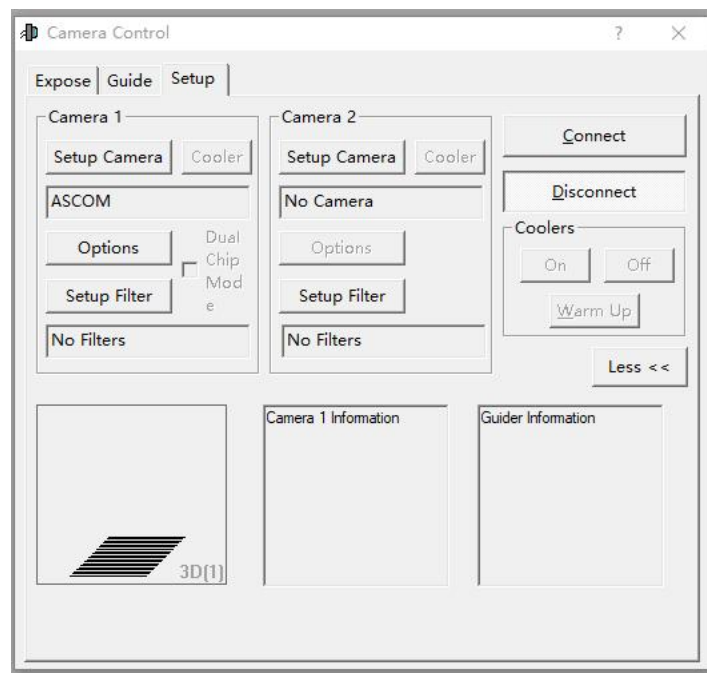 Camera Control
?
Expose Guide Setup
Camera 1
Setup Camera Cooler
ASCOM
Options
Dual
Chip
Mod
e
Setup Filter
No Filters
Camera 2
Setup Camera Cooler
No Camera
Options
Setup Filter
No Filters
Connect
Disconnect
Coolers
On Off
Warm Up
Less <<
3D(1)
Camera 1 Information
Guider Information